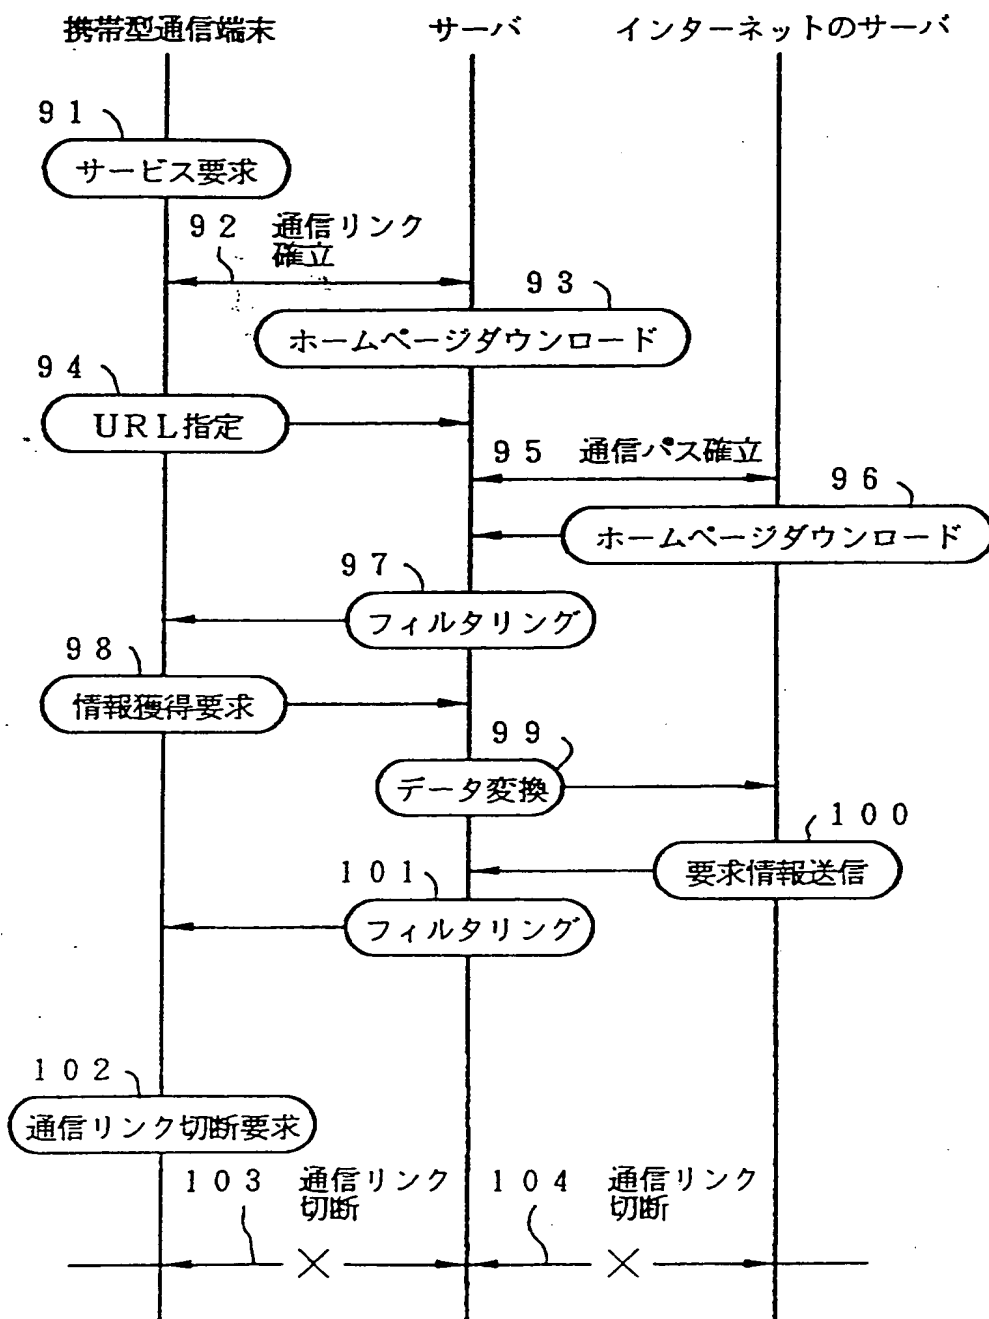 携帯型通信端末
サーバ
インターネットのサーバ
91
サービス要求
92 通信リンク
確立
93
ホームページダウンロード
94
URL指定
95 通信パス確立
96
ホームページダウンロード
97
フィルタリング
98
情報獲得要求
99
データ変換
100
要求情報送信
101
フィルタリング
102
通信リンク切断要求
103 通信リンク
切断
104 通信リンク
切断